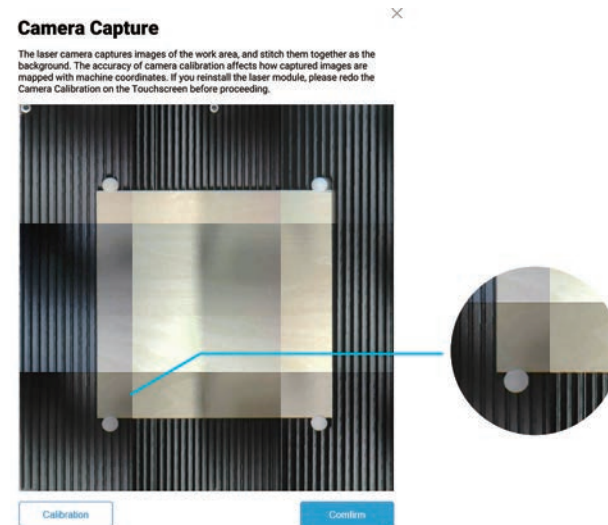 Camera Capture
The laser camera captures images of the work area, and stitch them together as the
background. The accuracy of camera calibration affects how captured images are
mapped with machine coordinates. If you reinstall the laser module, please redo the
Camera Calibration on the Touchscreen before proceeding.
Calibration
Comfirm